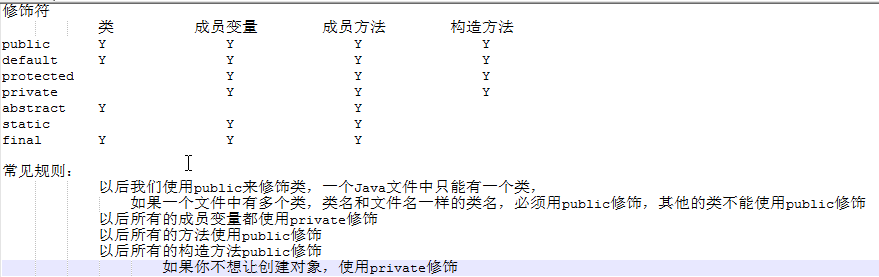 修饰符
类 成员变量 成员方法 构造方法
public Y Y Y Y
default Y Y Y Y
protected Y Y Y
private Y Y Y
abstract Y Y
static Y Y
final Y Y Y
常见规则:
以后我们使用public来修饰类，一个Java文件中只能有一个类，
如果一个文件中有多个类，类名和文件名一样的类名，必须用public修饰，其他的类不能使用public修饰
以后所有的成员变量都使用private修饰
以后所有的方法使用public修饰
以后所有的构造方法public修饰
如果你不想让创建对象，使用private修饰